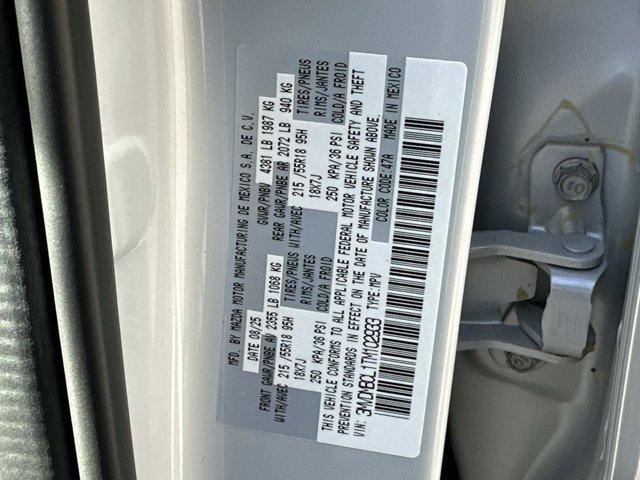 MFD. BY MAZDA MOTOR MANUFACTURING DE MEXICO S.A. DE C.V.
DATE 08/25 GVWR/PNBV 4381 LB 1987 KG
FRONT GAWR/PNBE AV 2355 LB 1068 KG REAR GAWR/PNBE AR 2072 LB 940 KG
WITH/AVEC 215 /55R18 95H TIRES/PNEUS WITH/AVEC 215 /55R18 95H TIRES/PNEUS
18X7J RIMS/JANTES 18X7J RIMS/JANTES
250 KPA/36 PSI COLD/A FROID 250 KPA/36 PSI COLD/A FROID
THIS VEHICLE CONFORMS TO ALL APPLICABLE FEDERAL MOTOR VEHICLE SAFETY AND THEFT
PREVENTION STANDARDS IN EFFECT ON THE DATE OF MANUFACTURE SHOWN ABOVE.
VIN: 3MVDMBCL1TM102933 TYPE:MPV COLOR CODE:47A MADE IN MEXICO